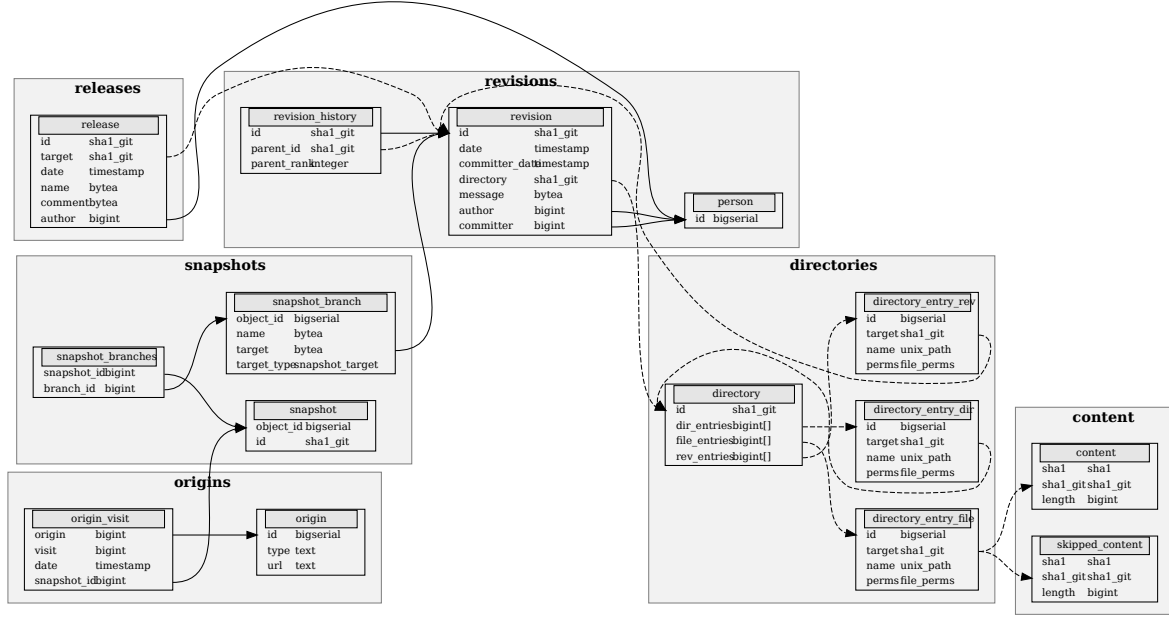 releases
release
id sha1_git
target sha1_git
date timestamp
name bytea
comment bytea
author bigint
revisions
revision_history
id sha1_git
parent_id sha1_git
parent_rank integer
revision
id sha1_git
date timestamp
committer_date timestamp
directory sha1_git
message bytea
author bigint
committer bigint
person
id bigserial
snapshots
snapshot_branch
object_id bigserial
name bytea
target bytea
target_type snapshot_target
snapshot_branches
snapshot_id bigint
branch_id bigint
snapshot
object_id bigserial
id sha1_git
origins
origin_visit
origin bigint
visit bigint
date timestamp
snapshot_id bigint
origin
id bigserial
type text
url text
directories
directory_entry_rev
id bigserial
target sha1_git
name unix_path
perms file_perms
directory
id sha1_git
dir_entries bigint[]
file_entries bigint[]
rev_entries bigint[]
directory_entry_dir
id bigserial
target sha1_git
name unix_path
perms file_perms
directory_entry_file
id bigserial
target sha1_git
name unix_path
perms file_perms
content
content
sha1 sha1
sha1_git sha1_git
length bigint
skipped_content
sha1 sha1
sha1_git sha1_git
length bigint